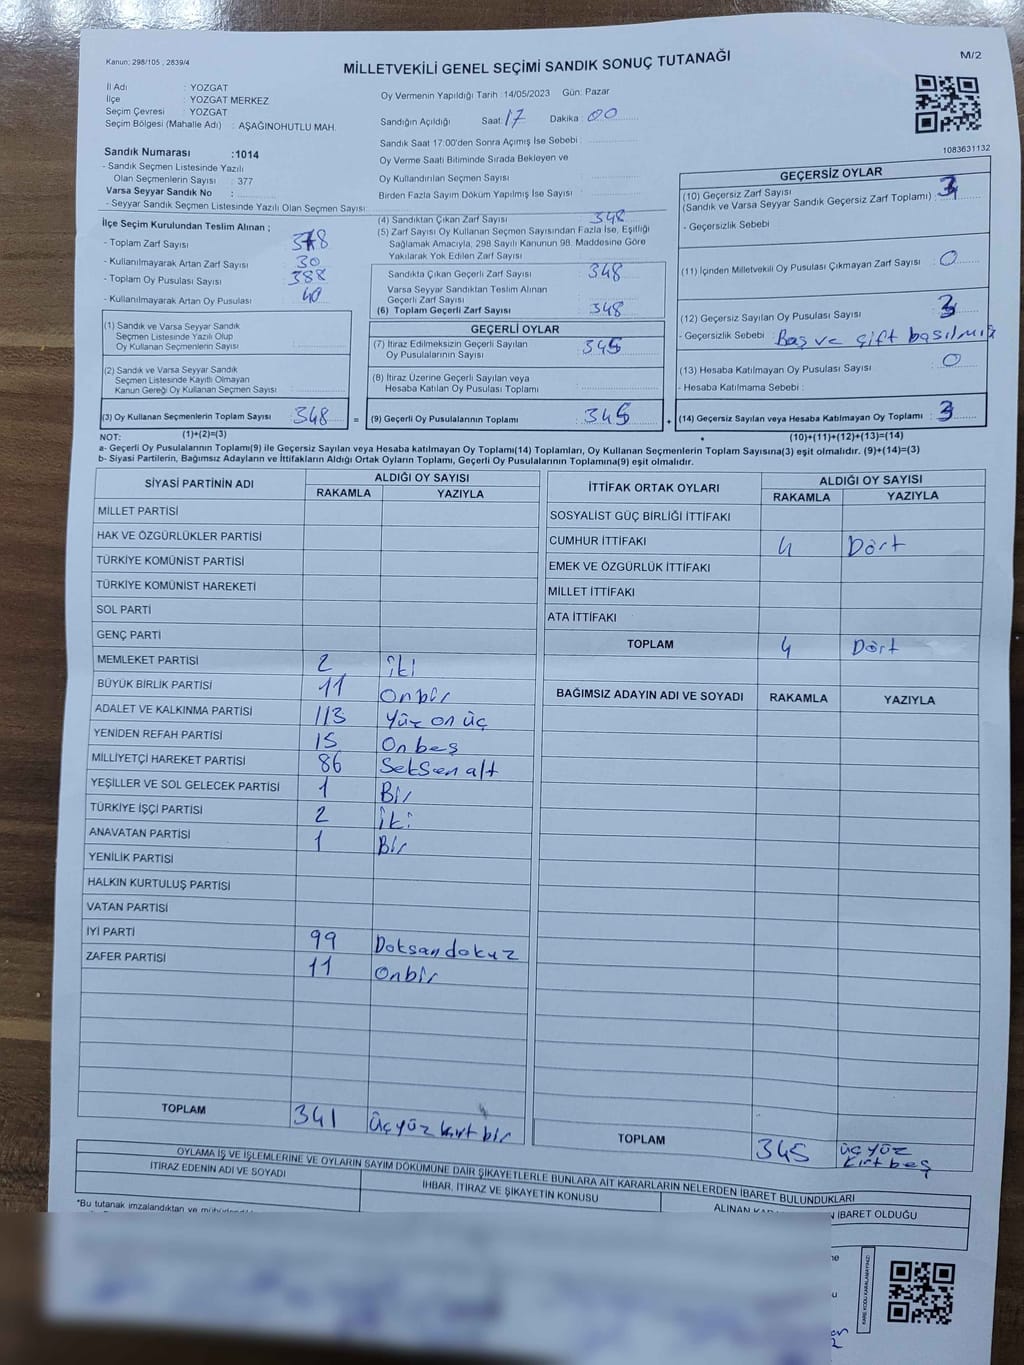 Kanun; 298/105 , 2839/4
MİLLETVEKİLİ GENEL SEÇİMİ SANDIK SONUÇ TUTANAĞI
M/2
İl Adı : YOZGAT
İlçe : YOZGAT MERKEZ
Seçim Çevresi : YOZGAT
Seçim Bölgesi (Mahalle Adı) : AŞAĞINOHUTLU MAH.
Oy Vermenin Yapıldığı Tarih :14/05/2023 Gün: Pazar
Sandığın Açıldığı Saat: 17 Dakika : 00
Sandık Saat 17:00'den Sonra Açımış İse Sebebi :
Oy Verme Saati Bitiminde Sırada Bekleyen ve
Oy Kullandırılan Seçmen Sayısı
Birden Fazla Sayım Döküm Yapılmış İse Sayısı :
1083631132
Sandık Numarası :1014
- Sandık Seçmen Listesinde Yazılı
Olan Seçmenlerin Sayısı : 377
Varsa Seyyar Sandık No :
- Seyyar Sandık Seçmen Listesinde Yazılı Olan Seçmen Sayısı:
İlçe Seçim Kurulundan Teslim Alınan ;
- Toplam Zarf Sayısı 378
- Kullanılmayarak Artan Zarf Sayısı 30
- Toplam Oy Pusulası Sayısı 388
- Kullanılmayarak Artan Oy Pusulası 40
(1) Sandık ve Varsa Seyyar Sandık
Seçmen Listesinde Yazılı Olup
Oy Kullanan Seçmenlerin Sayısı
(2) Sandık ve Varsa Seyyar Sandık
Seçmen Listesinde Kayıtlı Olmayan
Kanun Gereği Oy Kullanan Seçmen Sayısı
(3) Oy Kullanan Seçmenlerin Toplam Sayısı : 348 =
(4) Sandıktan Çıkan Zarf Sayısı 348
(5) Zarf Sayısı Oy Kullanan Seçmen Sayısından Fazla İse, Eşitliği
Sağlamak Amacıyla, 298 Sayılı Kanunun 98. Maddesine Göre
Yakılarak Yok Edilen Zarf Sayısı
Sandıkta Çıkan Geçerli Zarf Sayısı : 348
Varsa Seyyar Sandıktan Teslim Alınan
Geçerli Zarf Sayısı
(6) Toplam Geçerli Zarf Sayısı : 348
GEÇERLİ OYLAR
(7) İtiraz Edilmeksizin Geçerli Sayılan
Oy Pusulalarının Sayısı : 345
(8) İtiraz Üzerine Geçerli Sayılan veya
Hesaba Katılan Oy Pusulası Toplamı
(9) Geçerli Oy Pusulalarının Toplamı : 345 +
GEÇERSİZ OYLAR
(10) Geçersiz Zarf Sayısı
(Sandık ve Varsa Seyyar Sandık Geçersiz Zarf Toplamı) : 3
- Geçersizlik Sebebi
(11) İçinden Milletvekili Oy Pusulası Çıkmayan Zarf Sayısı : 0
(12) Geçersiz Sayılan Oy Pusulası Sayısı : 3
- Geçersizlik Sebebi : Boş ve çift basılmış
(13) Hesaba Katılmayan Oy Pusulası Sayısı : 0
- Hesaba Katılmama Sebebi :
(14) Geçersiz Sayılan veya Hesaba Katılmayan Oy Toplamı : 3
NOT: (1)+(2)=(3)
(10)+(11)+(12)+(13)=(14)
a- Geçerli Oy Pusulalarının Toplamı(9) ile Geçersiz Sayılan veya Hesaba katılmayan Oy Toplamı(14) Toplamları, Oy Kullanan Seçmenlerin Toplam Sayısına(3) eşit olmalıdır. (9)+(14)=(3)
b- Siyasi Partilerin, Bağımsız Adayların ve İttifakların Aldığı Ortak Oyların Toplamı, Geçerli Oy Pusulalarının Toplamına(9) eşit olmalıdır.
SİYASİ PARTİNİN ADI ALDIĞI OY SAYISI
RAKAMLA YAZIYLA
MİLLET PARTİSİ
HAK VE ÖZGÜRLÜKLER PARTİSİ
TÜRKİYE KOMÜNİST PARTİSİ
TÜRKİYE KOMÜNİST HAREKETİ
SOL PARTİ
GENÇ PARTİ
MEMLEKET PARTİSİ 2 iki
BÜYÜK BİRLİK PARTİSİ 11 Onbir
ADALET VE KALKINMA PARTİSİ 113 Yüz on üç
YENİDEN REFAH PARTİSİ 15 Onbeş
MİLLİYETÇİ HAREKET PARTİSİ 86 Seksen alt
YEŞİLLER VE SOL GELECEK PARTİSİ 1 Bir
TÜRKİYE İŞÇİ PARTİSİ 2 iki
ANAVATAN PARTİSİ 1 Bir
YENİLİK PARTİSİ
HALKIN KURTULUŞ PARTİSİ
VATAN PARTİSİ
İYİ PARTİ 99 Doksan dokuz
ZAFER PARTİSİ 11 Onbir
TOPLAM 341 üçyüz kırk bir
İTTİFAK ORTAK OYLARI ALDIĞI OY SAYISI
RAKAMLA YAZIYLA
SOSYALİST GÜÇ BİRLİĞİ İTTİFAKI
CUMHUR İTTİFAKI 4 Dört
EMEK VE ÖZGÜRLÜK İTTİFAKI
MİLLET İTTİFAKI
ATA İTTİFAKI
TOPLAM 4 Dört
BAĞIMSIZ ADAYIN ADI VE SOYADI RAKAMLA YAZIYLA
TOPLAM 345 üçyüz
kırk beş
OYLAMA İŞ VE İŞLEMLERİNE VE OYLARIN SAYIM DÖKÜMÜNE DAİR ŞİKAYETLERLE BUNLARA AİT KARARLARIN NELERDEN İBARET BULUNDUKLARI
İTİRAZ EDENİN ADI VE SOYADI
İHBAR, İTİRAZ VE ŞİKAYETİN KONUSU
ALINAN İBARET OLDUĞU
*Bu tutanak imzalandıktan ve
KARE KODU KARALAMAYINIZ!